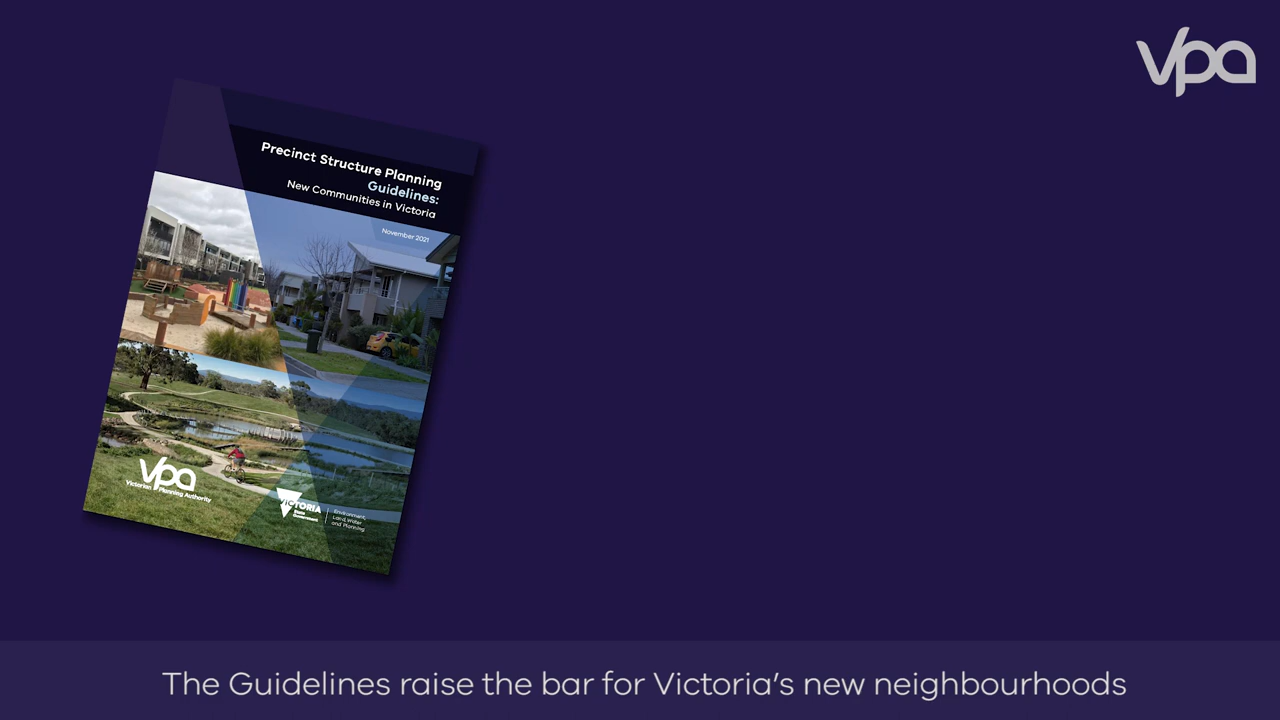 vpa
Precinct Structure Planning
Guidelines:
New Communities in Victoria
November 2021
vpa
Victorian Planning Authority
VICTORIA
State
Government
Environment,
Land, Water
and Planning
The Guidelines raise the bar for Victoria's new neighbourhoods